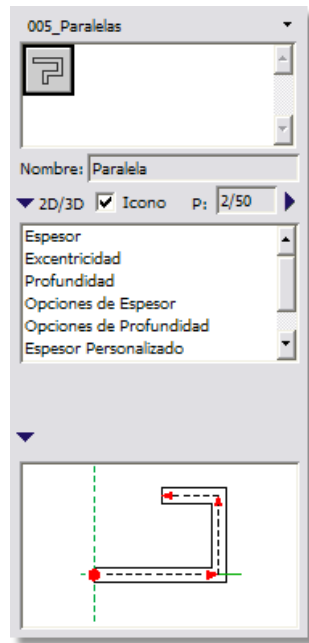 005_Paralelas
Nombre: Paralela
2D/3D Icono P: 2/50
Espesor
Excentricidad
Profundidad
Opciones de Espesor
Opciones de Profundidad
Espesor Personalizado